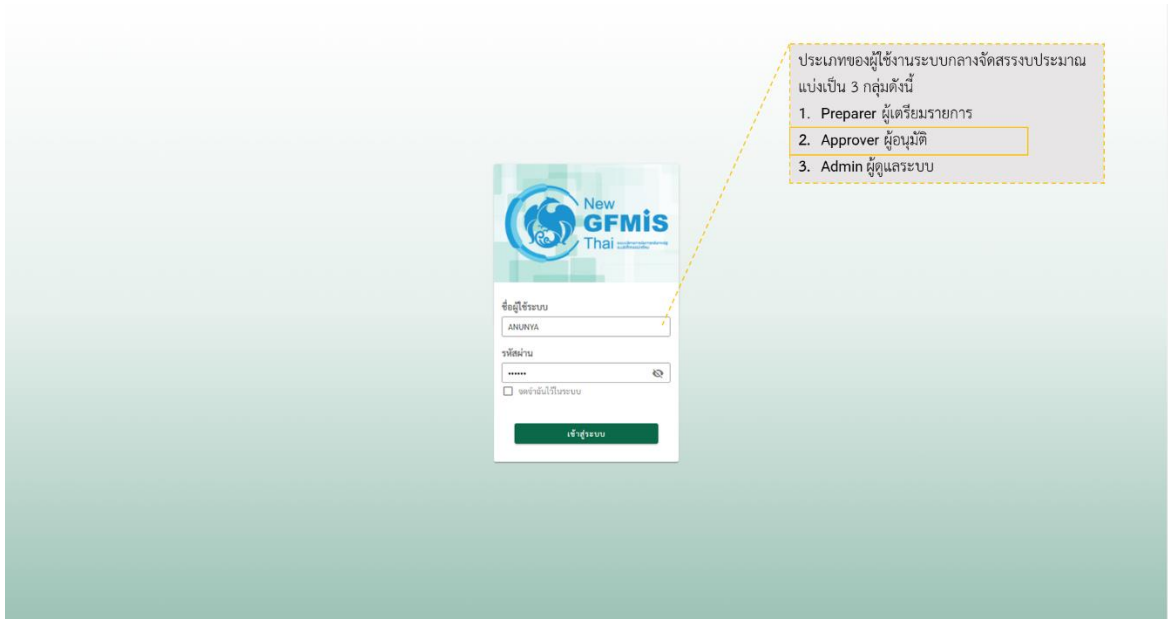 ประเภทของผู้ใช้งานระบบกลางจัดสรรงบประมาณ
แบ่งเป็น 3 กลุ่มดังนี้
1. Preparer ผู้เตรียมรายการ
2. Approver ผู้อนุมัติ
3. Admin ผู้ดูแลระบบ
New
GFMiS
Thai
ชื่อผู้ใช้ระบบ
ANUNYA
รหัสผ่าน
••••••
จดจำฉันไว้ในระบบ
เข้าสู่ระบบ